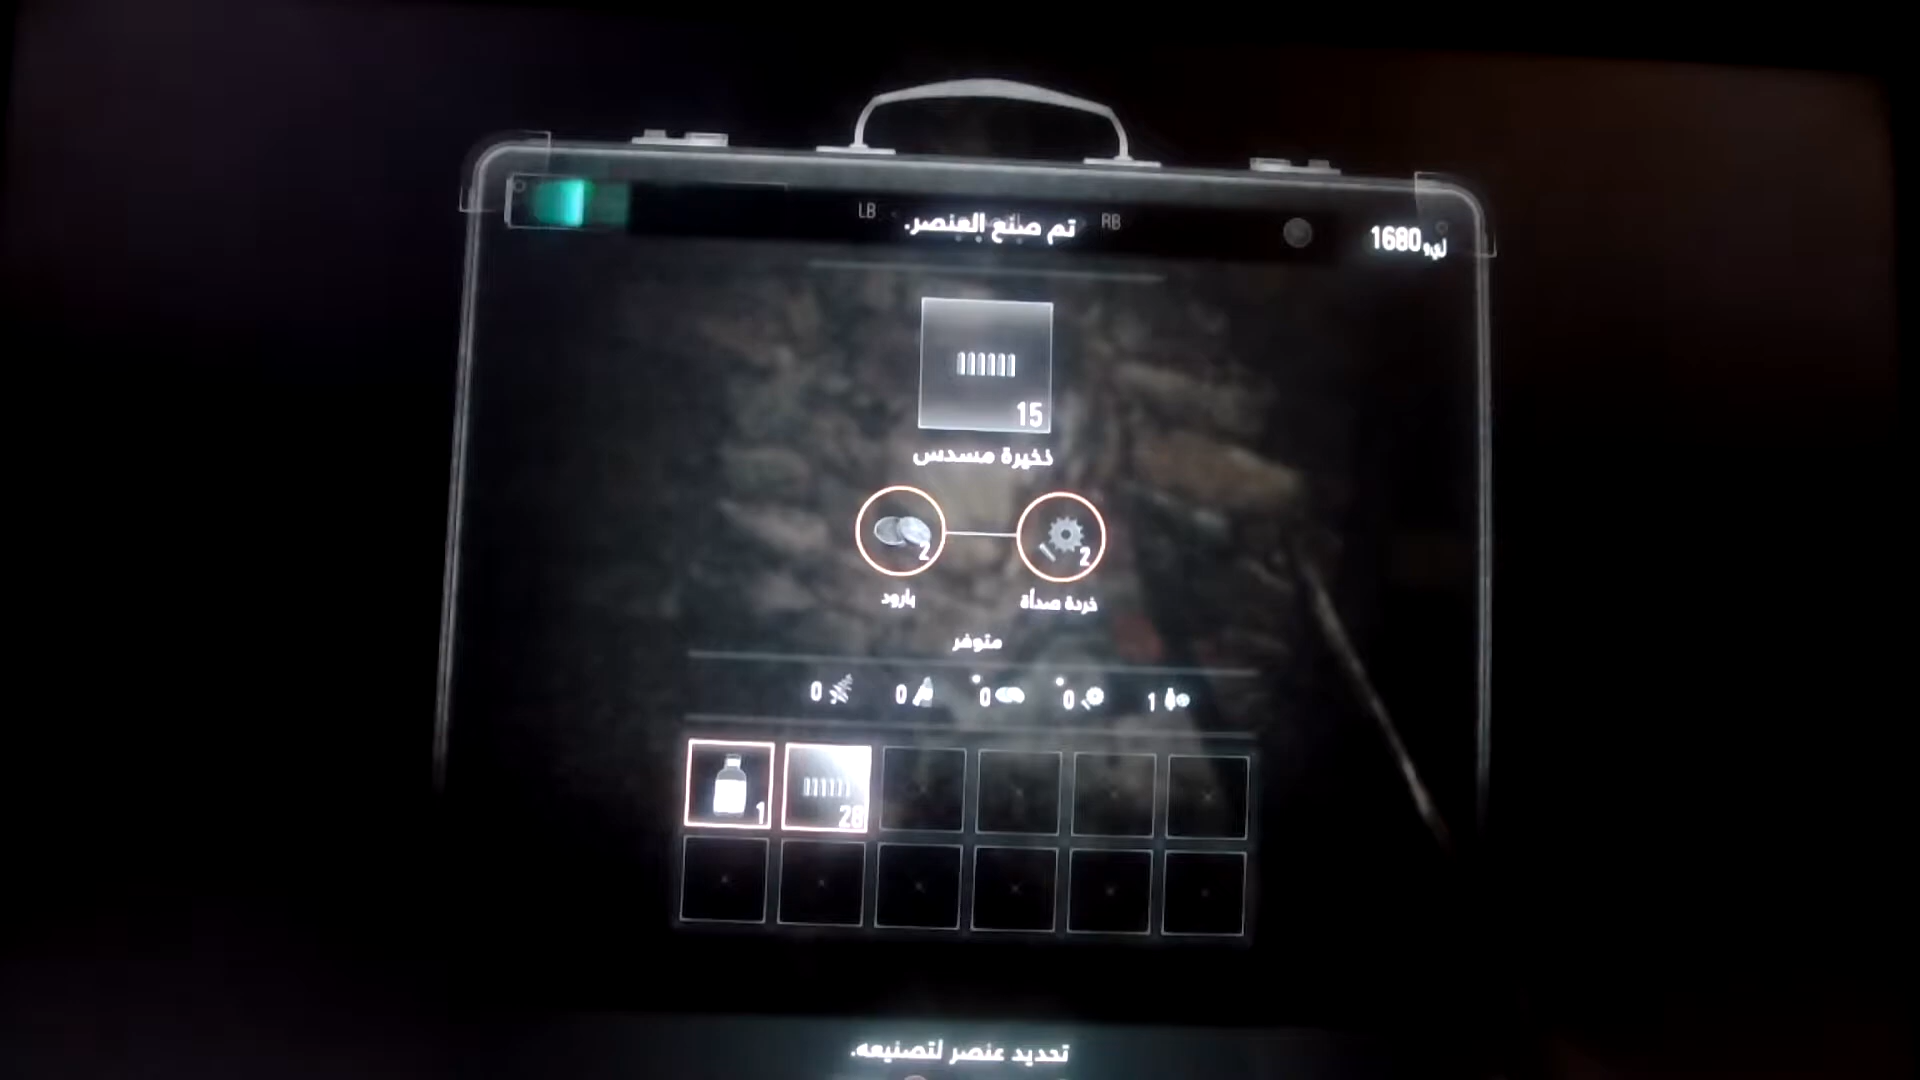 LB
تم صنع العنصر.
RB
1680 ليو
15
ذخيرة مسدس
2
2
بارود
خردة صدأة
متوفر
0 0 0 0 1
1
28
تحديد عنصر لتصنيعه.